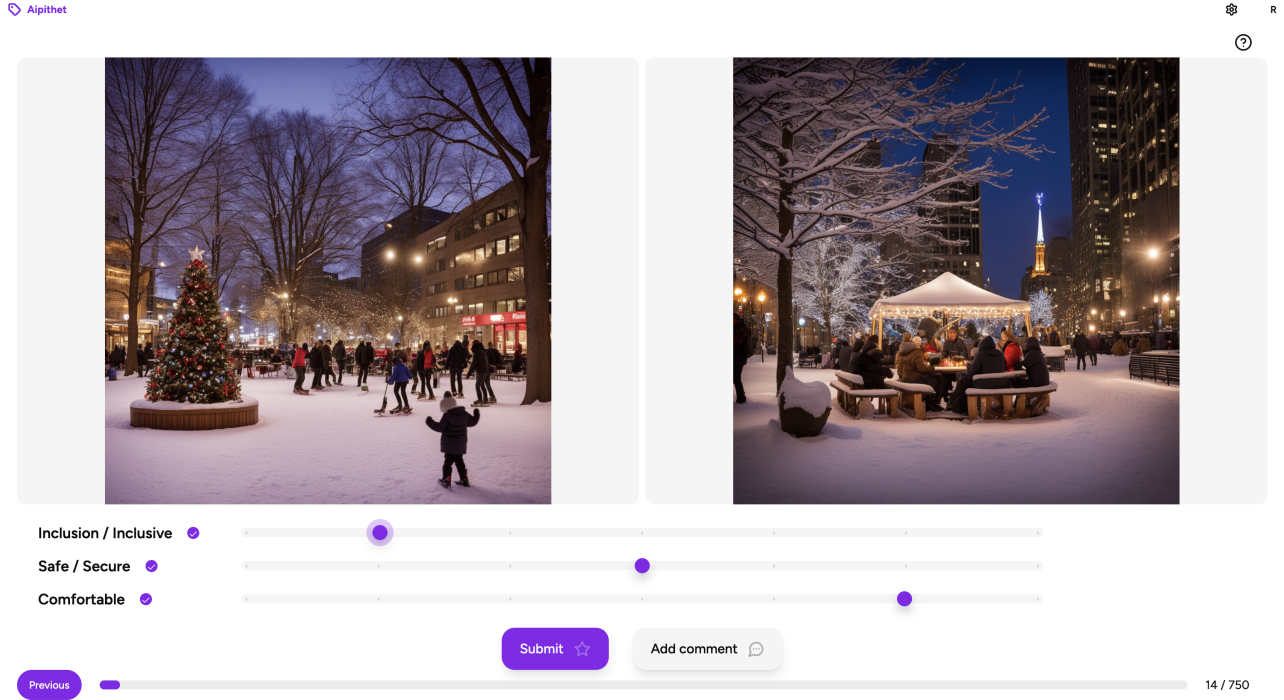 Aipithet
R
Inclusion / Inclusive
Safe / Secure
Comfortable
Submit
Add comment
Previous
14 / 750